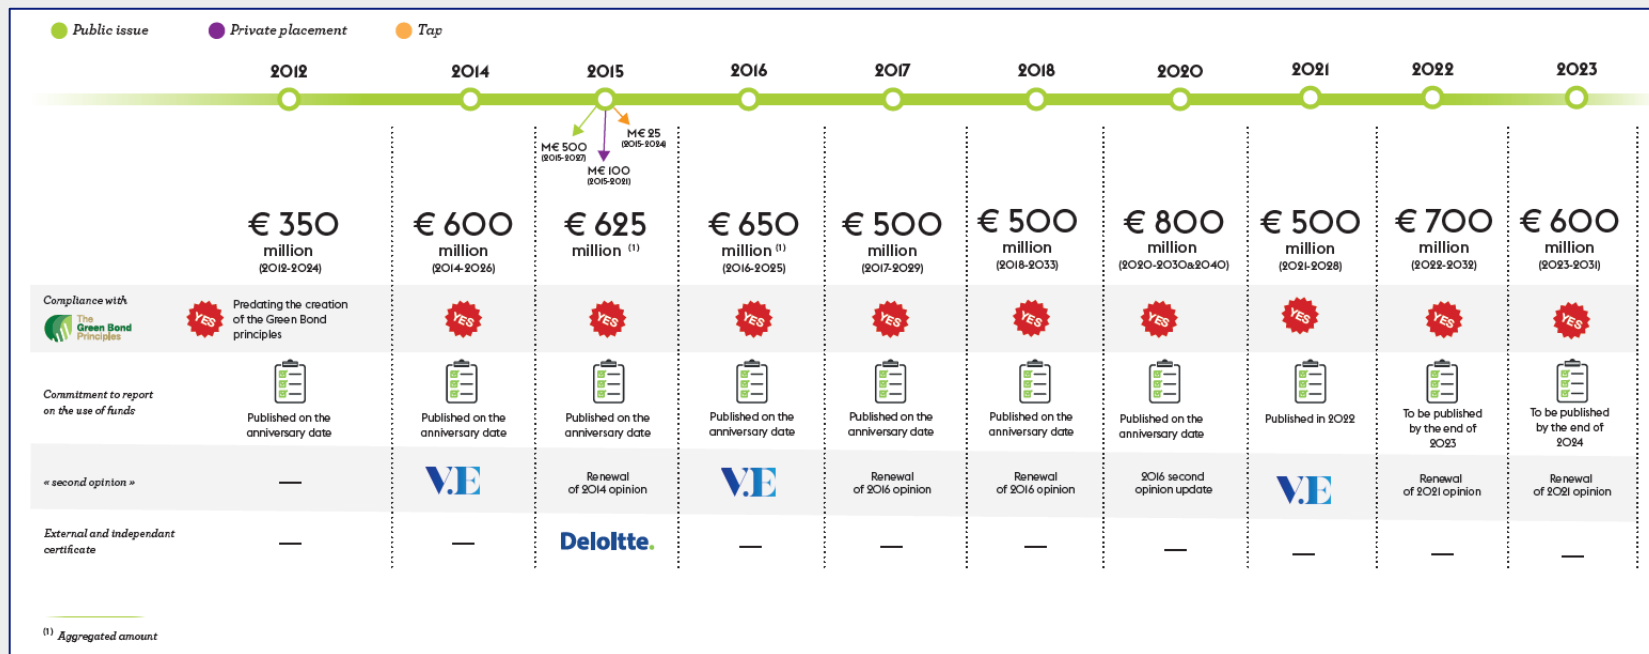 Public issue
Private placement
Tap
2012
2014
2015
2016
2017
2018
2020
2021
2022
2023
M€ 500
(2015-2027)
M€ 100
(2015-2021)
M€ 25
(2015-2024)
€ 350
million
(2012-2024)
€ 600
million
(2014-2026)
€ 625
million (1)
€ 650
million (1)
(2016-2025)
€ 500
million
(2017-2029)
€ 500
million
(2018-2033)
€ 800
million
(2020-2030&2040)
€ 500
million
(2021-2028)
€ 700
million
(2022-2032)
€ 600
million
(2023-2031)
Compliance with
The
Green Bond
Principles
YES
Predating the creation
of the Green Bond
principles
YES
YES
YES
YES
YES
YES
YES
YES
YES
Commitment to report
on the use of funds
Published on the
anniversary date
Published on the
anniversary date
Published on the
anniversary date
Published on the
anniversary date
Published on the
anniversary date
Published on the
anniversary date
Published on the
anniversary date
Published in 2022
To be published
by the end of
2023
To be published
by the end of
2024
« second opinion »
—
V.E
Renewal
of 2014 opinion
V.E
Renewal
of 2016 opinion
Renewal
of 2016 opinion
2016 second
opinion update
V.E
Renewal
of 2021 opinion
Renewal
of 2021 opinion
External and independant
certificate
—
—
Deloitte.
—
—
—
—
—
—
—
(1) Aggregated amount